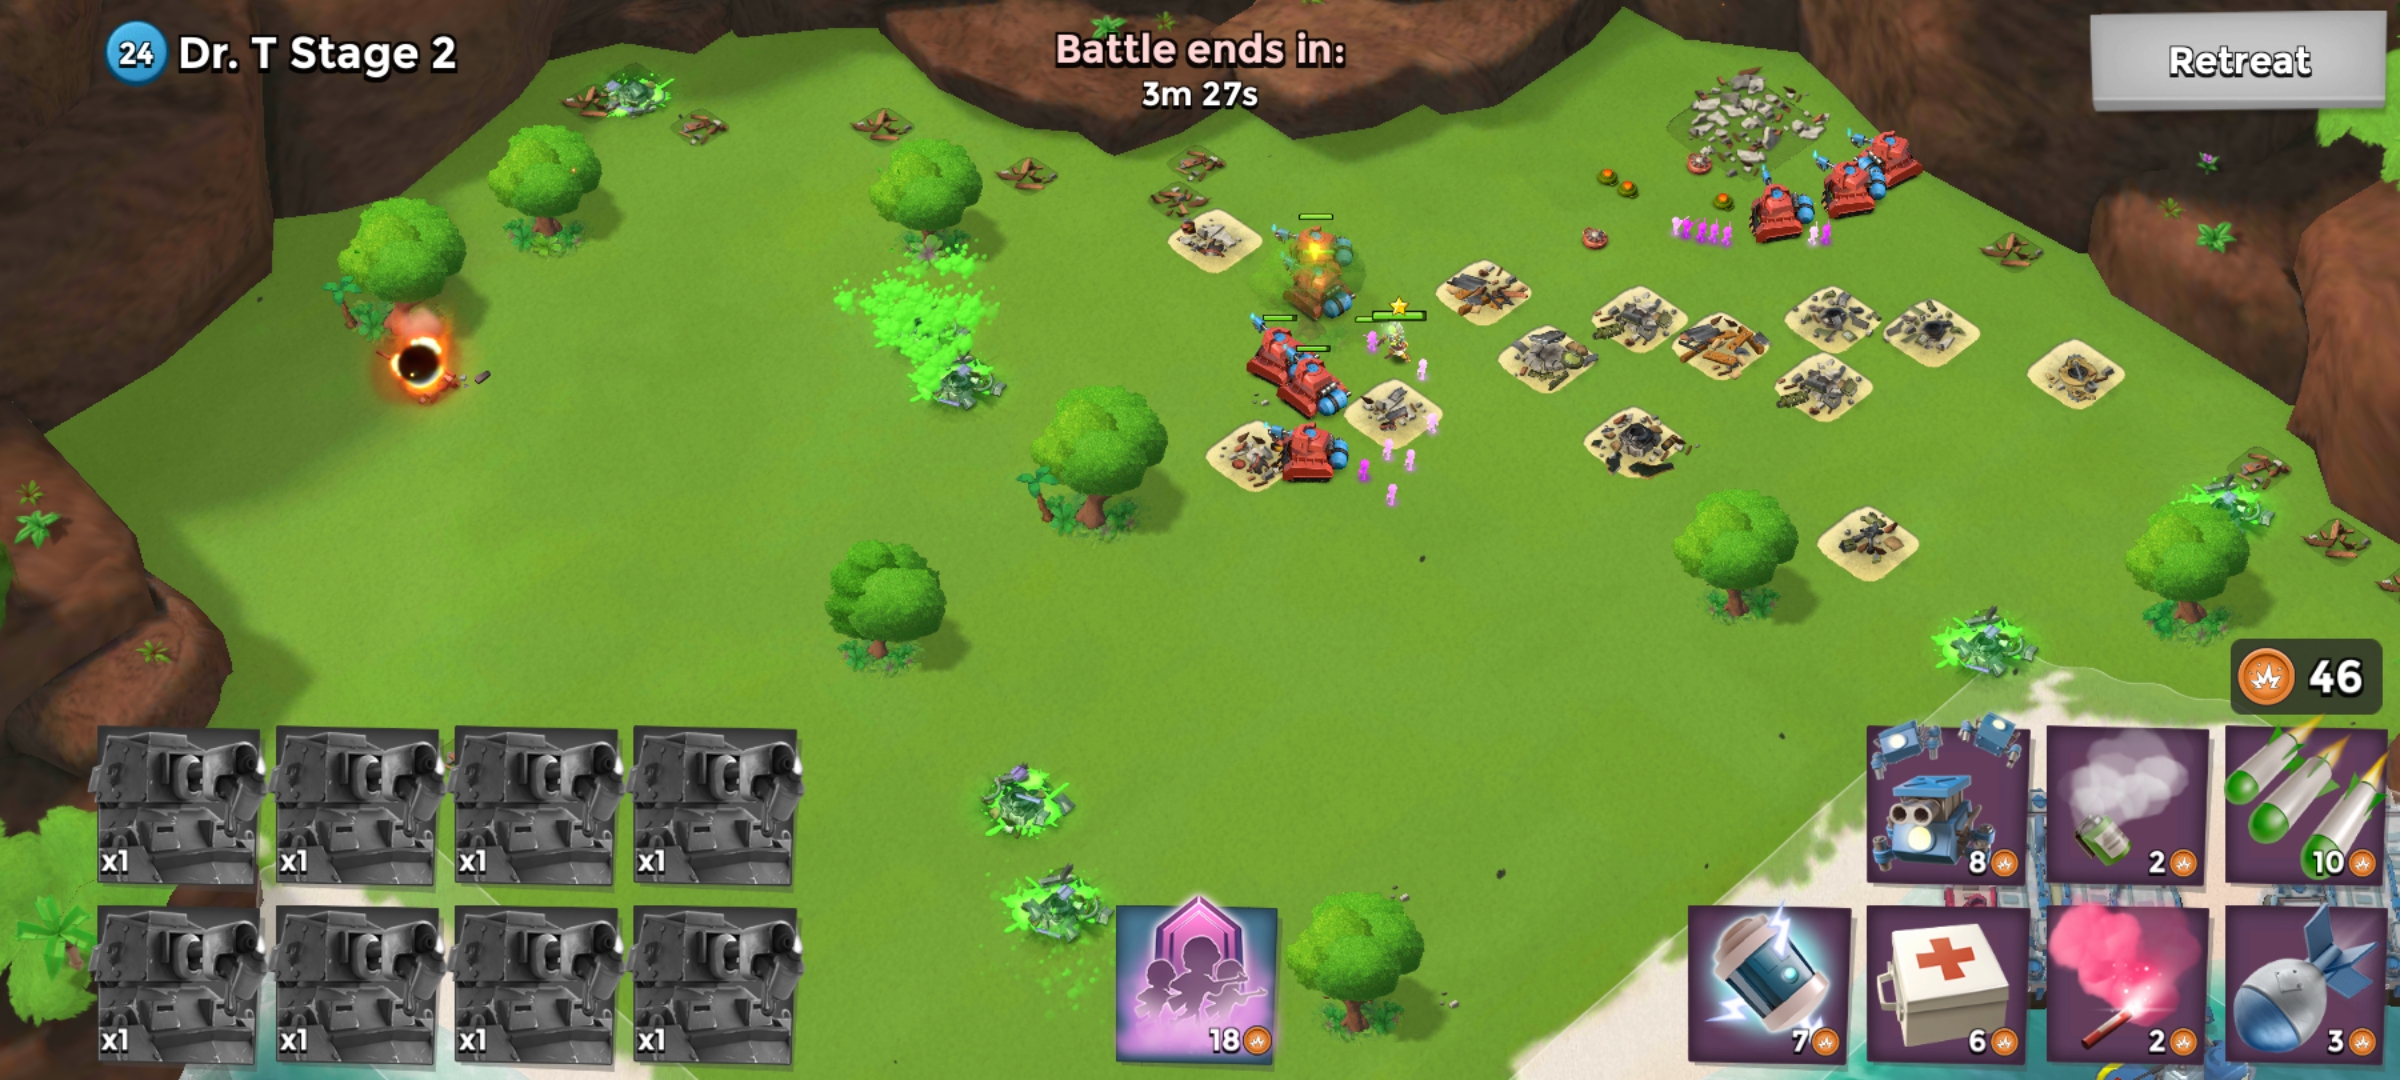 24 Dr. T Stage 2
Battle ends in:
3m 27s
Retreat
46
x1 x1 x1 x1
8 2 10
x1 x1 x1 x1
18
7 6 2 3